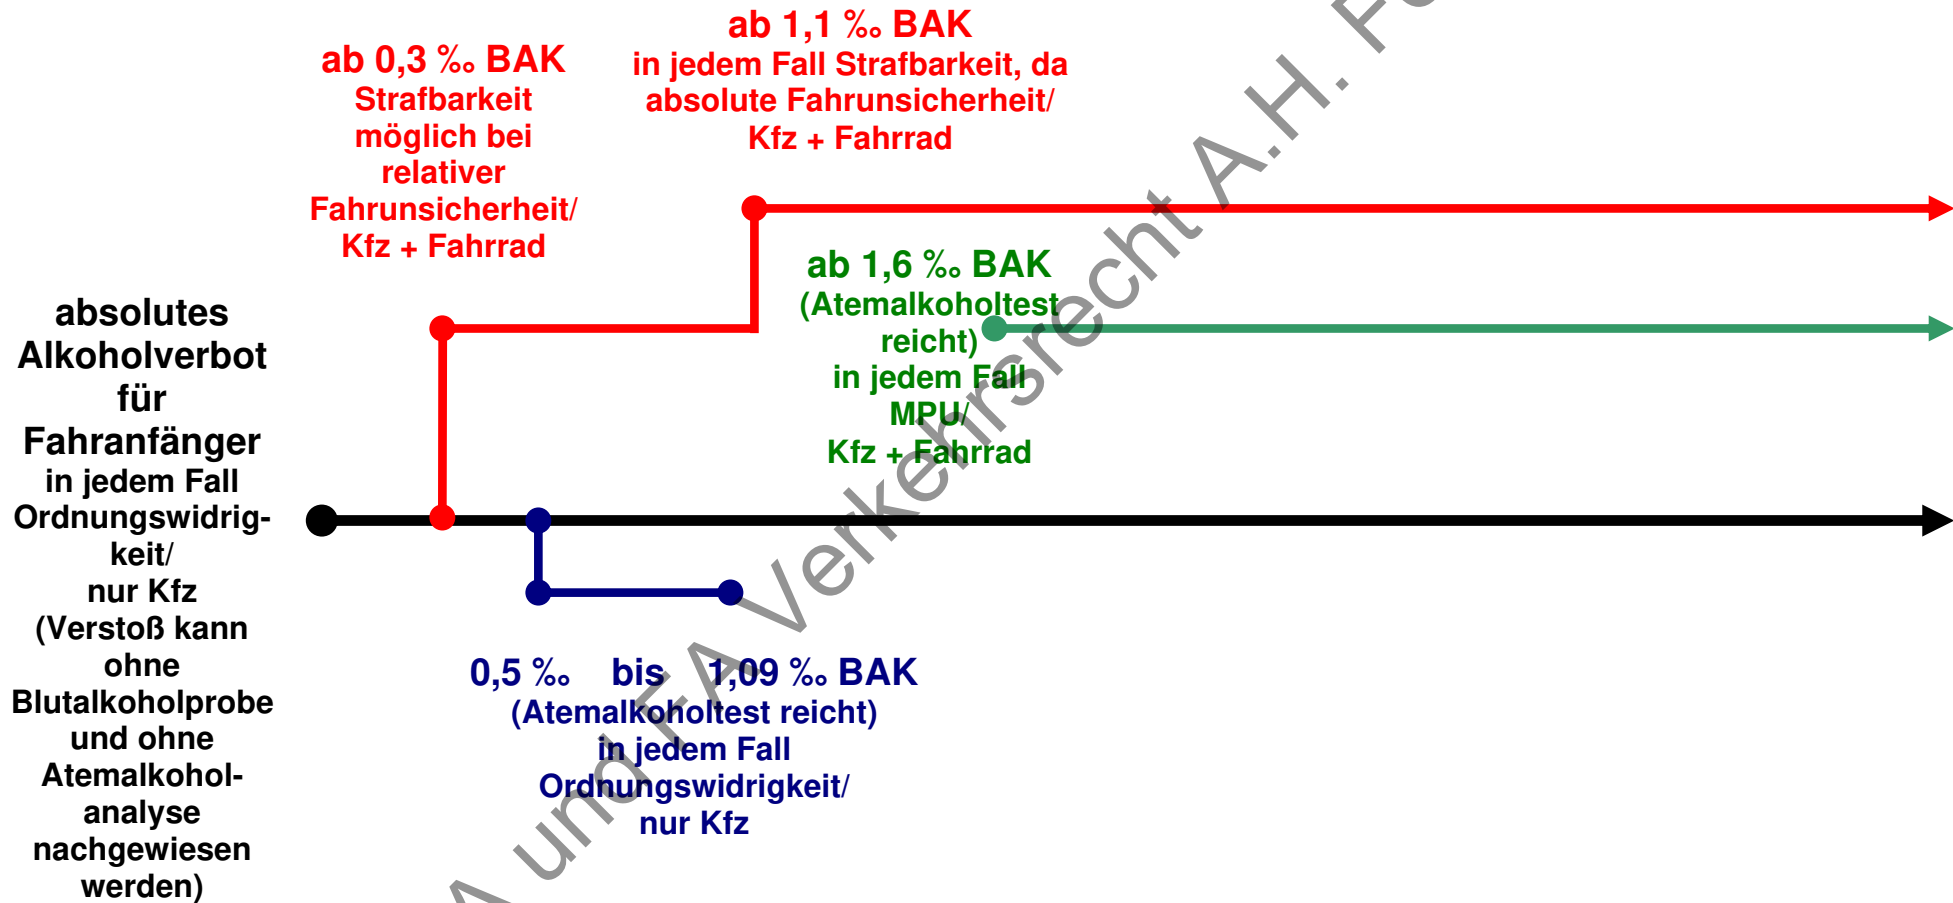 ab 0,3 ‰ BAK
Strafbarkeit
möglich bei
relativer
Fahrunsicherheit/
Kfz + Fahrrad
ab 1,1 ‰ BAK
in jedem Fall Strafbarkeit, da
absolute Fahrunsicherheit/
Kfz + Fahrrad
ab 1,6 ‰ BAK
(Atemalkoholtest
reicht)
in jedem Fall
MPU/
Kfz + Fahrrad
absolutes
Alkoholverbot
für
Fahranfänger
in jedem Fall
Ordnungswidrig-
keit/
nur Kfz
(Verstoß kann
ohne
Blutalkoholprobe
und ohne
Atemalkohol-
analyse
nachgewiesen
werden)
0,5 ‰ bis 1,09 ‰ BAK
(Atemalkoholtest reicht)
in jedem Fall
Ordnungswidrigkeit/
nur Kfz
und FA Verkehrsrecht A.H.